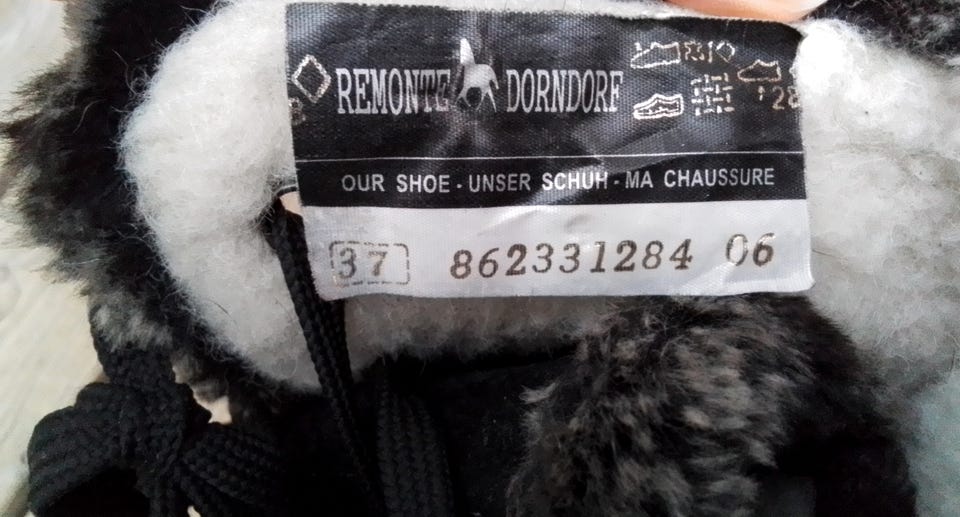 REMONTE DORNDORF
OUR SHOE - UNSER SCHUH - MA CHAUSSURE
37 862331284 06